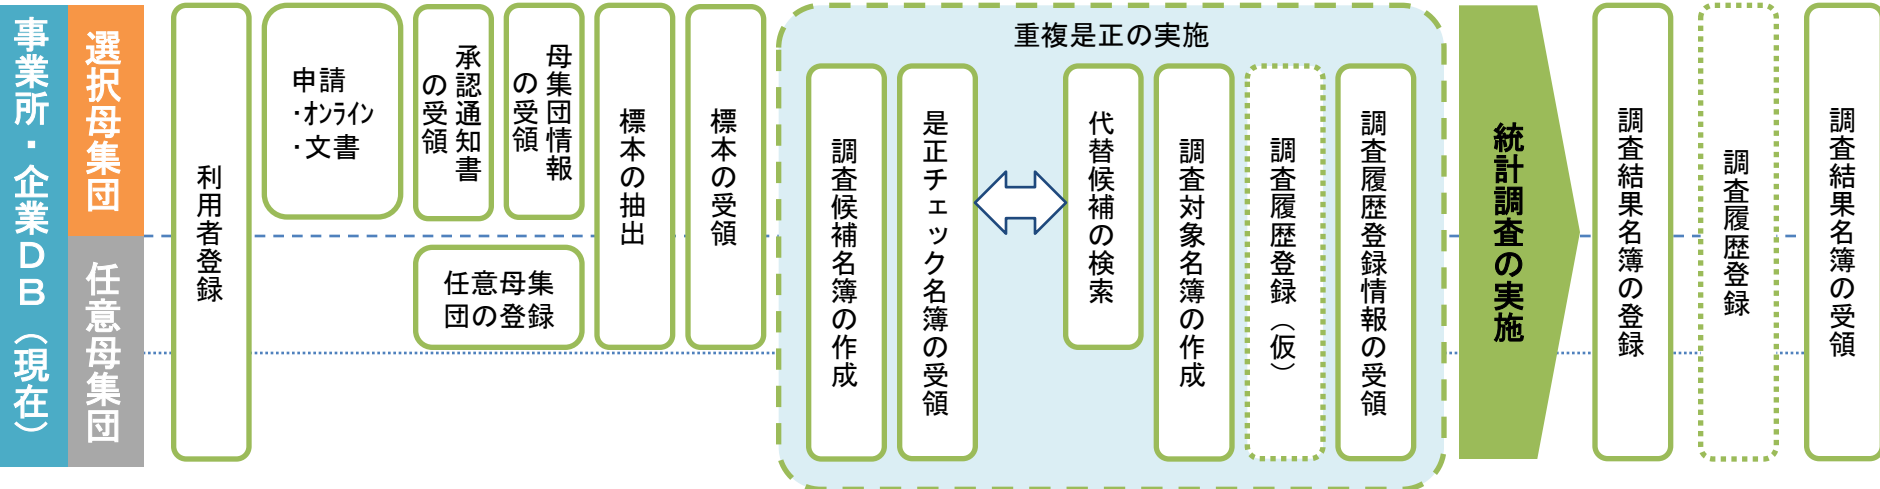 事業所・企業DB（現在）
選択母集団
任意母集団
利用者登録
申請
・オンライン
・文書
承認通知書
の受領
母集団情報
の受領
任意母集
団の登録
標本の抽出
標本の受領
重複是正の実施
調査候補名簿の作成
是正チェック名簿の受領
代替候補の検索
調査対象名簿の作成
調査履歴登録（仮）
調査履歴登録情報の受領
統計調査の実施
調査結果名簿の登録
調査履歴登録
調査結果名簿の受領